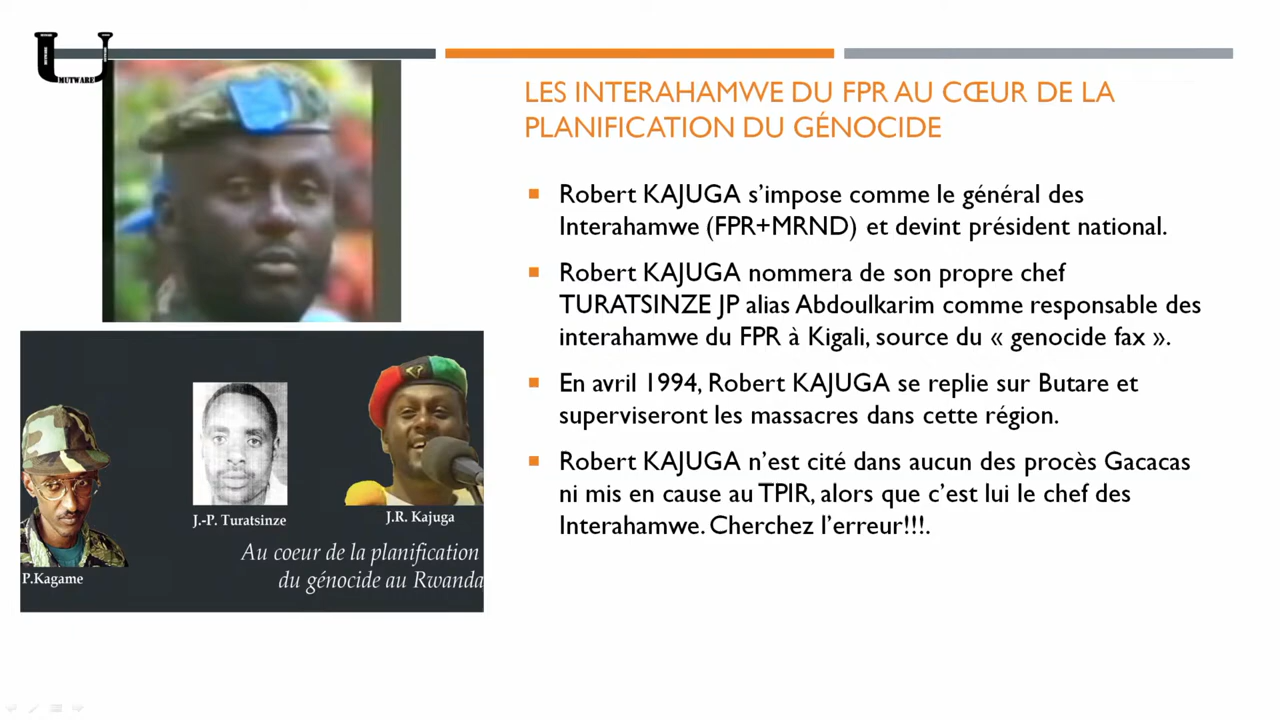 UMUTWARE
LES INTERAHAMWE DU FPR AU CŒUR DE LA
PLANIFICATION DU GÉNOCIDE
Robert KAJUGA s’impose comme le général des
Interahamwe (FPR+MRND) et devint président national.
Robert KAJUGA nommera de son propre chef
TURATSINZE JP alias Abdoulkarim comme responsable des
interahamwe du FPR à Kigali, source du « genocide fax ».
En avril 1994, Robert KAJUGA se replie sur Butare et
superviseront les massacres dans cette région.
Robert KAJUGA n’est cité dans aucun des procès Gacacas
ni mis en cause au TPIR, alors que c’est lui le chef des
Interahamwe. Cherchez l’erreur!!!.
J.-P. Turatsinze
J.R. Kajuga
P.Kagame
Au coeur de la planification
du génocide au Rwanda